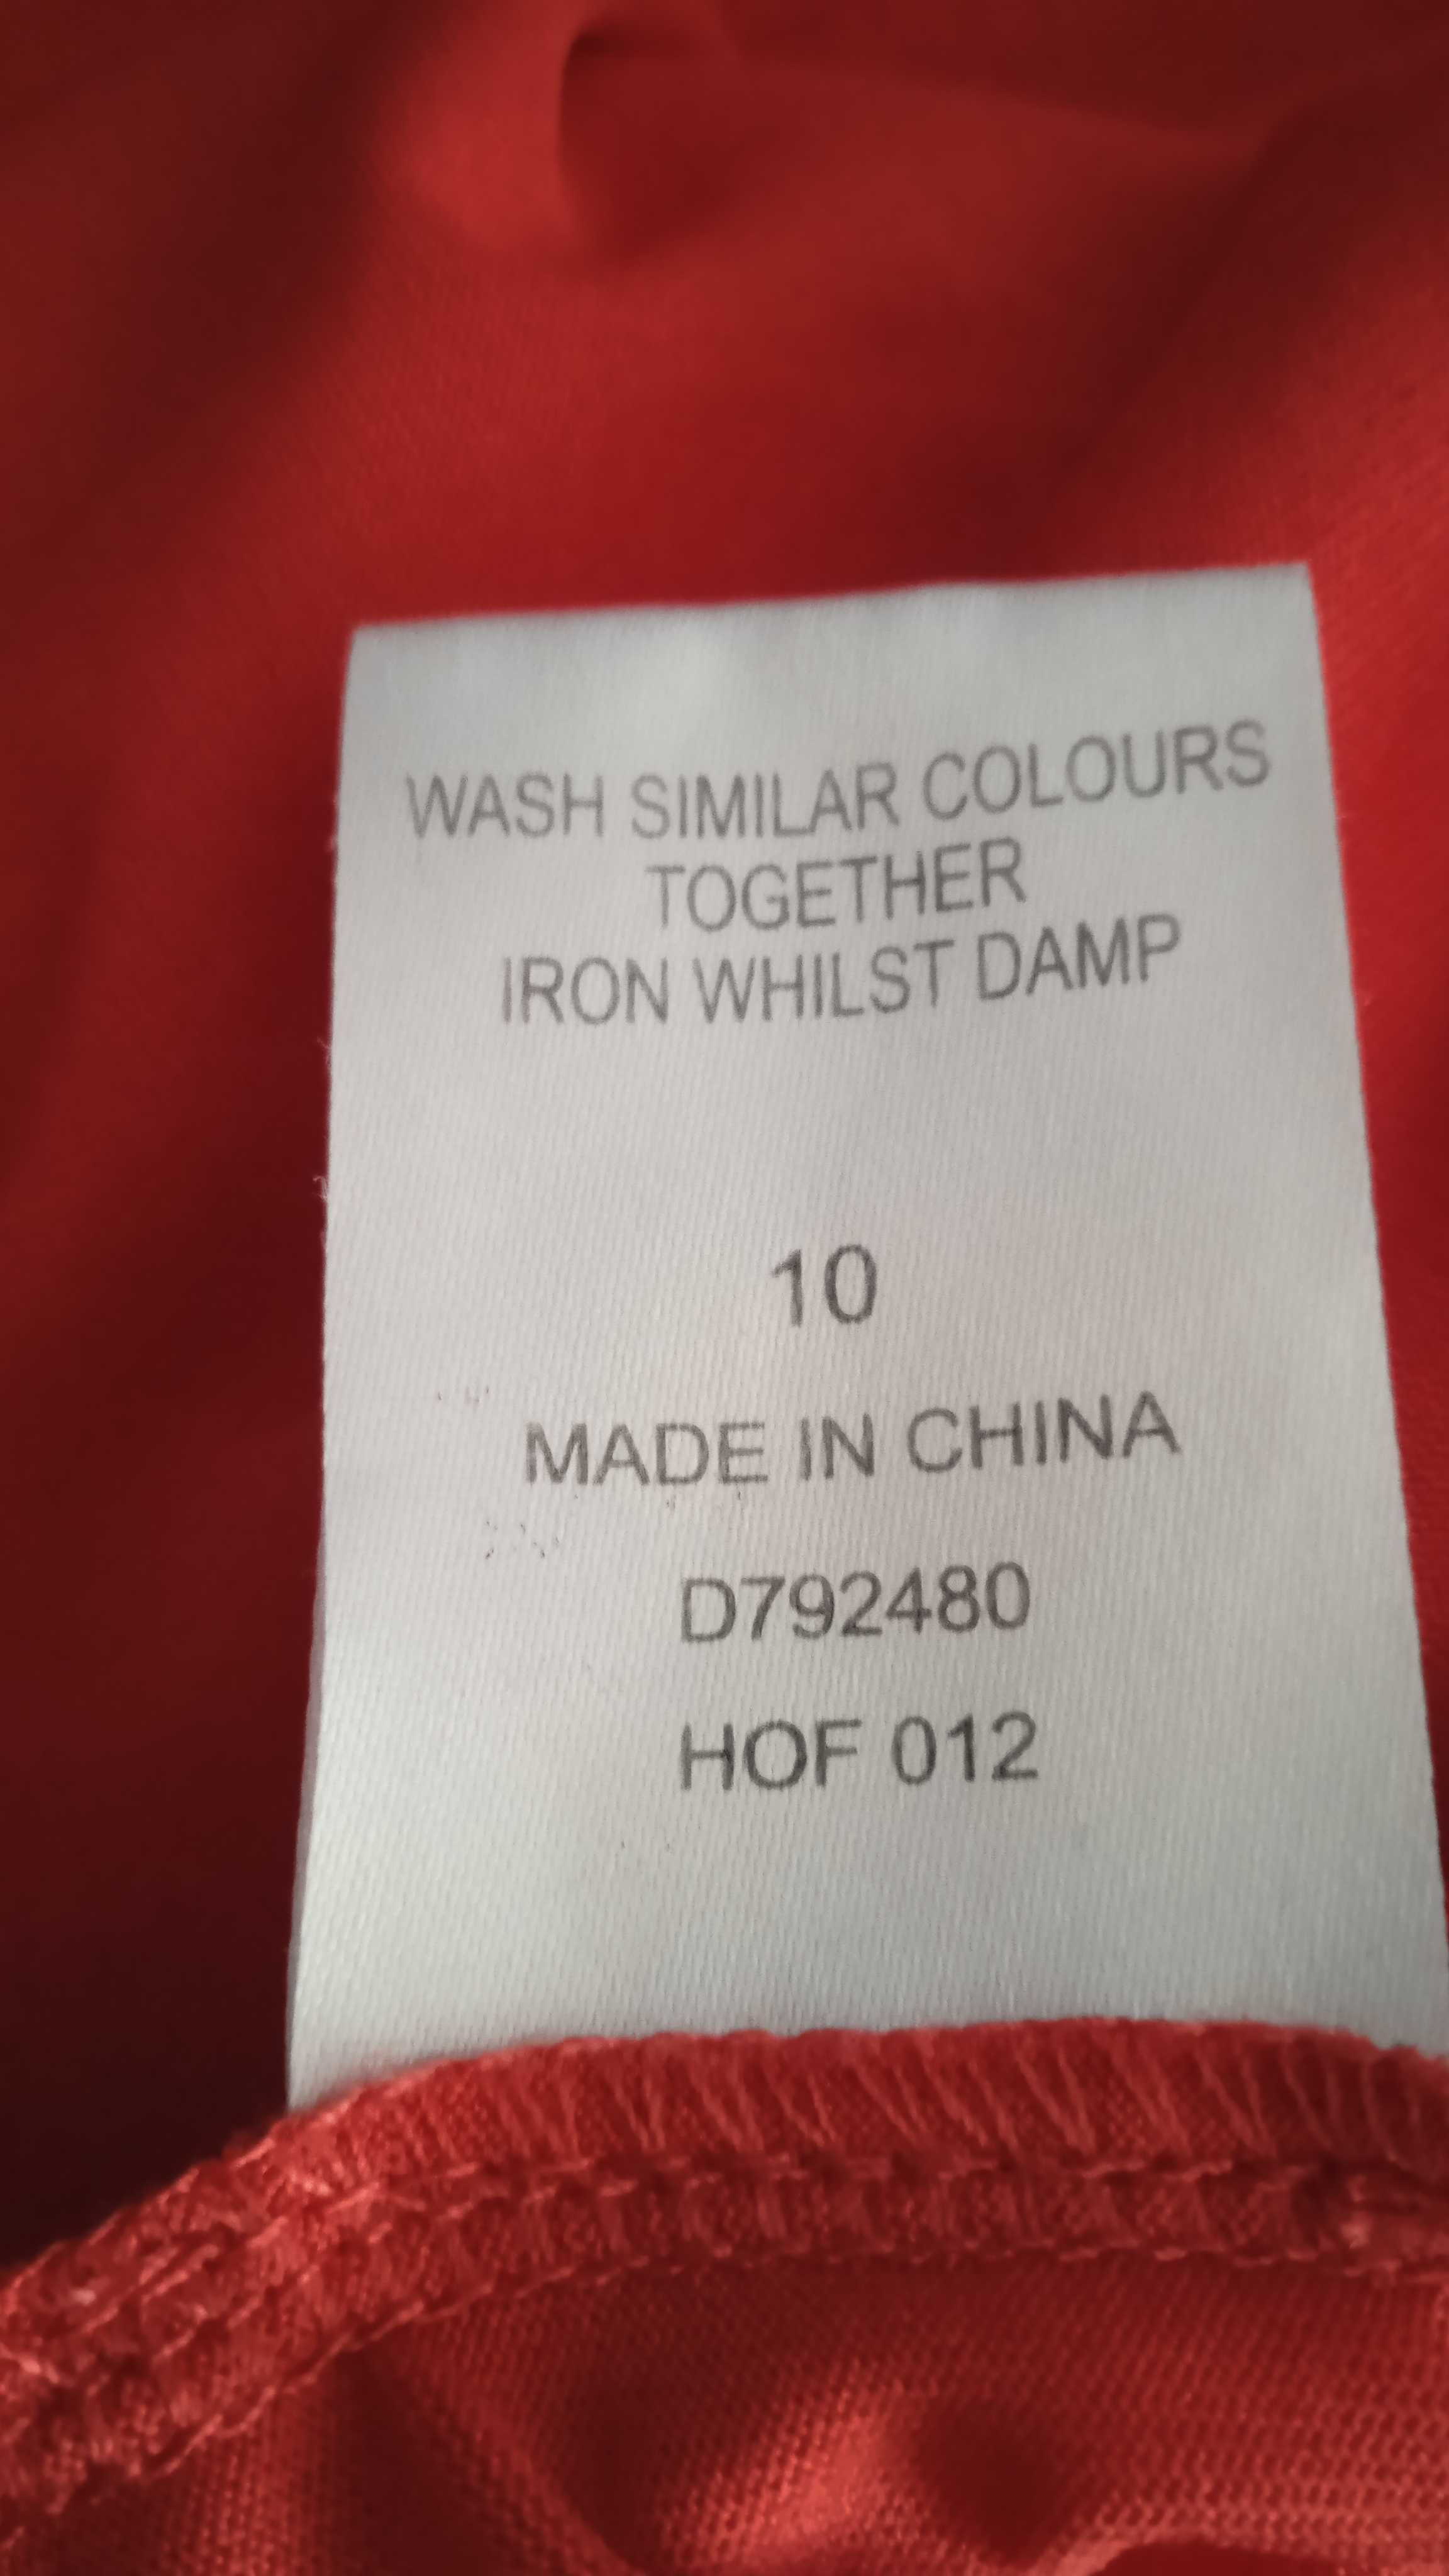 WASH SIMILAR COLOURS
TOGETHER
IRON WHILST DAMP
10
MADE IN CHINA
D792480
HOF 012